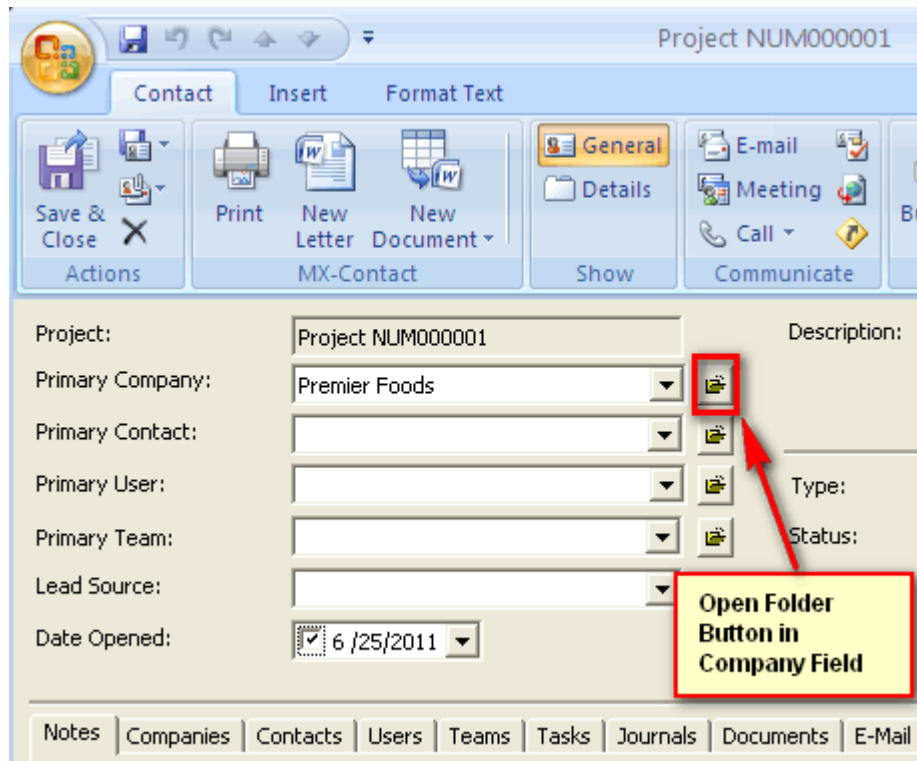 Project NUM000001
Contact Insert Format Text
Save & Close
Print
New Letter
New Document
General
Details
E-mail
Meeting
Call
Actions MX-Contact Show Communicate
Project: Project NUM000001 Description:
Primary Company: Premier Foods
Primary Contact:
Primary User: Type:
Primary Team: Status:
Lead Source:
Date Opened: 6 /25/2011
Open Folder
Button in
Company Field
Notes Companies Contacts Users Teams Tasks Journals Documents E-Mail